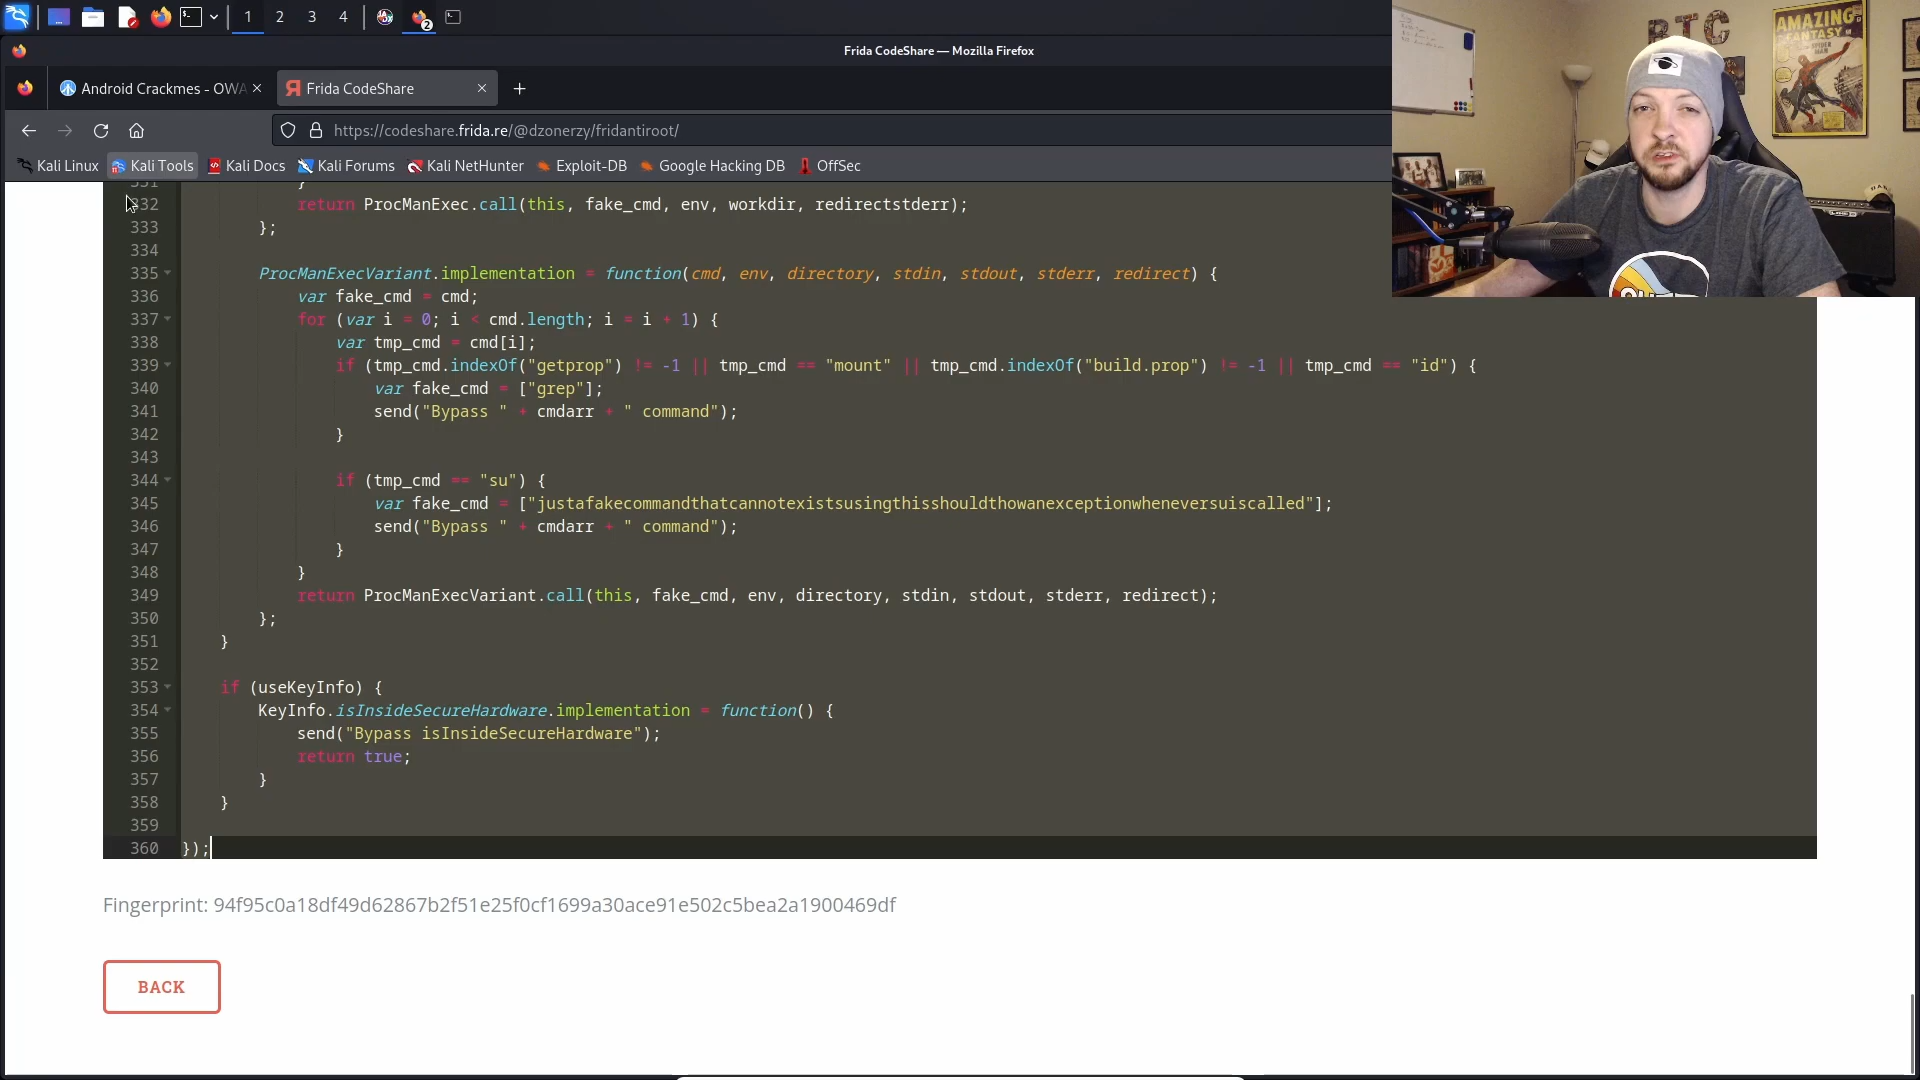 1 2 3 4
2
Frida CodeShare — Mozilla Firefox
Android Crackmes - OWA
Frida CodeShare
https://codeshare.frida.re/@dzonerzy/fridantiroot/
Kali Linux Kali Tools Kali Docs Kali Forums Kali NetHunter Exploit-DB Google Hacking DB OffSec
331 }
332 return ProcManExec.call(this, fake_cmd, env, workdir, redirectstderr);
333 };
334
335 ProcManExecVariant.implementation = function(cmd, env, directory, stdin, stdout, stderr, redirect) {
336 var fake_cmd = cmd;
337 for (var i = 0; i < cmd.length; i = i + 1) {
338 var tmp_cmd = cmd[i];
339 if (tmp_cmd.indexOf("getprop") != -1 || tmp_cmd == "mount" || tmp_cmd.indexOf("build.prop") != -1 || tmp_cmd == "id") {
340 var fake_cmd = ["grep"];
341 send("Bypass " + cmdarr + " command");
342 }
343
344 if (tmp_cmd == "su") {
345 var fake_cmd = ["justafakecommandthatcannotexistsusingthisshouldthowanexceptionwheneversuiscalled"];
346 send("Bypass " + cmdarr + " command");
347 }
348 }
349 return ProcManExecVariant.call(this, fake_cmd, env, directory, stdin, stdout, stderr, redirect);
350 };
351 }
352
353 if (useKeyInfo) {
354 KeyInfo.isInsideSecureHardware.implementation = function() {
355 send("Bypass isInsideSecureHardware");
356 return true;
357 }
358 }
359
360 });
Fingerprint: 94f95c0a18df49d62867b2f51e25f0cf1699a30ace91e502c5bea2a1900469df
BACK
AMAZING
FANTASY